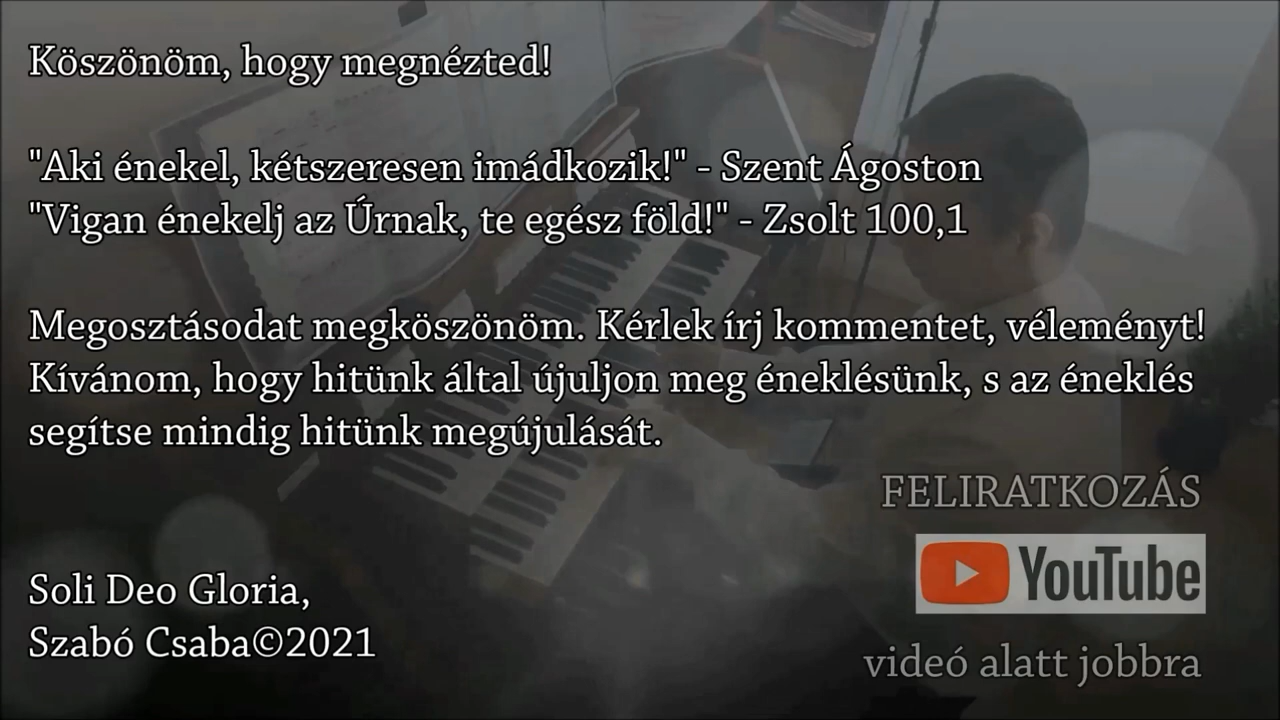 Köszönöm, hogy megnézted!
"Aki énekel, kétszeresen imádkozik!" - Szent Ágoston
"Vigan énekelj az Úrnak, te egész föld!" - Zsolt 100,1
Megosztásodat megköszönöm. Kérlek írj kommentet, véleményt!
Kívánom, hogy hitünk által újuljon meg éneklésünk, s az éneklés
segítse mindig hitünk megújulását.
FELIRATKOZÁS
YouTube
videó alatt jobbra
Soli Deo Gloria,
Szabó Csaba©2021